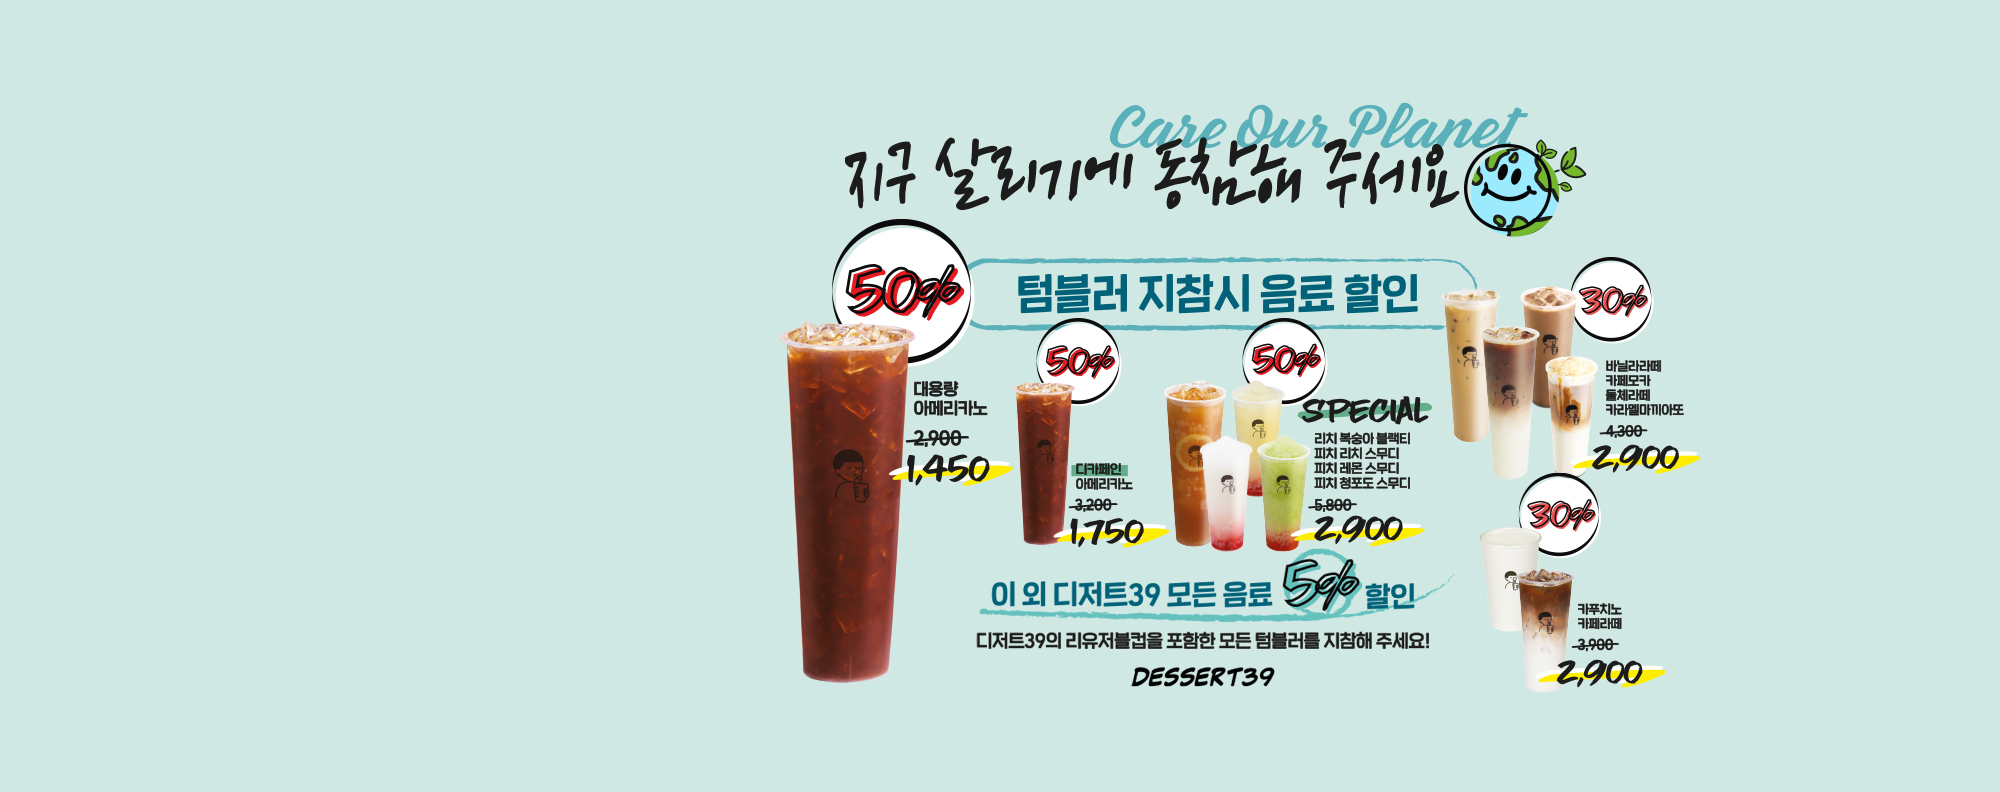 Care Our Planet
지구 살리기에 동참해 주세요
50%
텀블러 지참시 음료 할인
대용량
아메리카노
2,900
1,450
50%
디카페인
아메리카노
3,200
1,750
50%
SPECIAL
리치 복숭아 블랙티
피치 리치 스무디
피치 레몬 스무디
피치 청포도 스무디
5,800
2,900
30%
바닐라라떼
카페모카
돌체라떼
카라멜마끼아또
4,300
2,900
30%
카푸치노
카페라떼
3,900
2,900
이 외 디저트39 모든 음료 5% 할인
디저트39의 리유저블컵을 포함한 모든 텀블러를 지참해 주세요!
DESSERT39